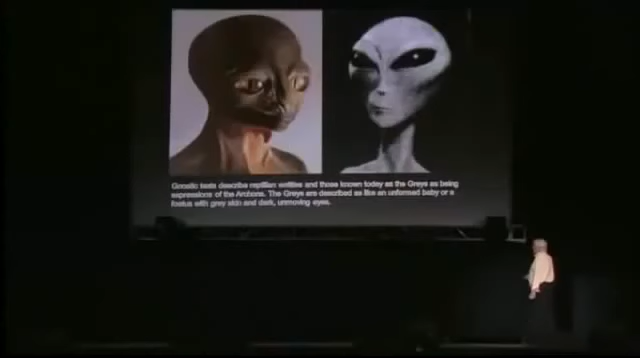 Gnostic texts describe reptilian entities and those known today as the Greys as being
expressions of the Archons. The Greys are described as like an unformed baby or a
foetus with grey skin and dark, unmoving eyes.